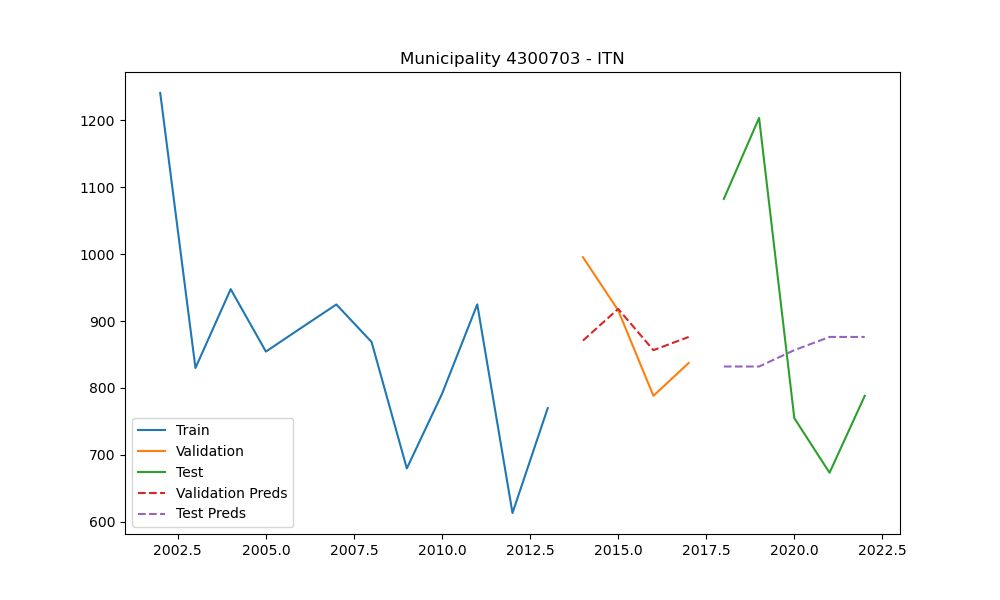 Municipality 4300703 - ITN
1200
1100
1000
900
800
700
600
Train
Validation
Test
Validation Preds
Test Preds
2002.5 2005.0 2007.5 2010.0 2012.5 2015.0 2017.5 2020.0 2022.5